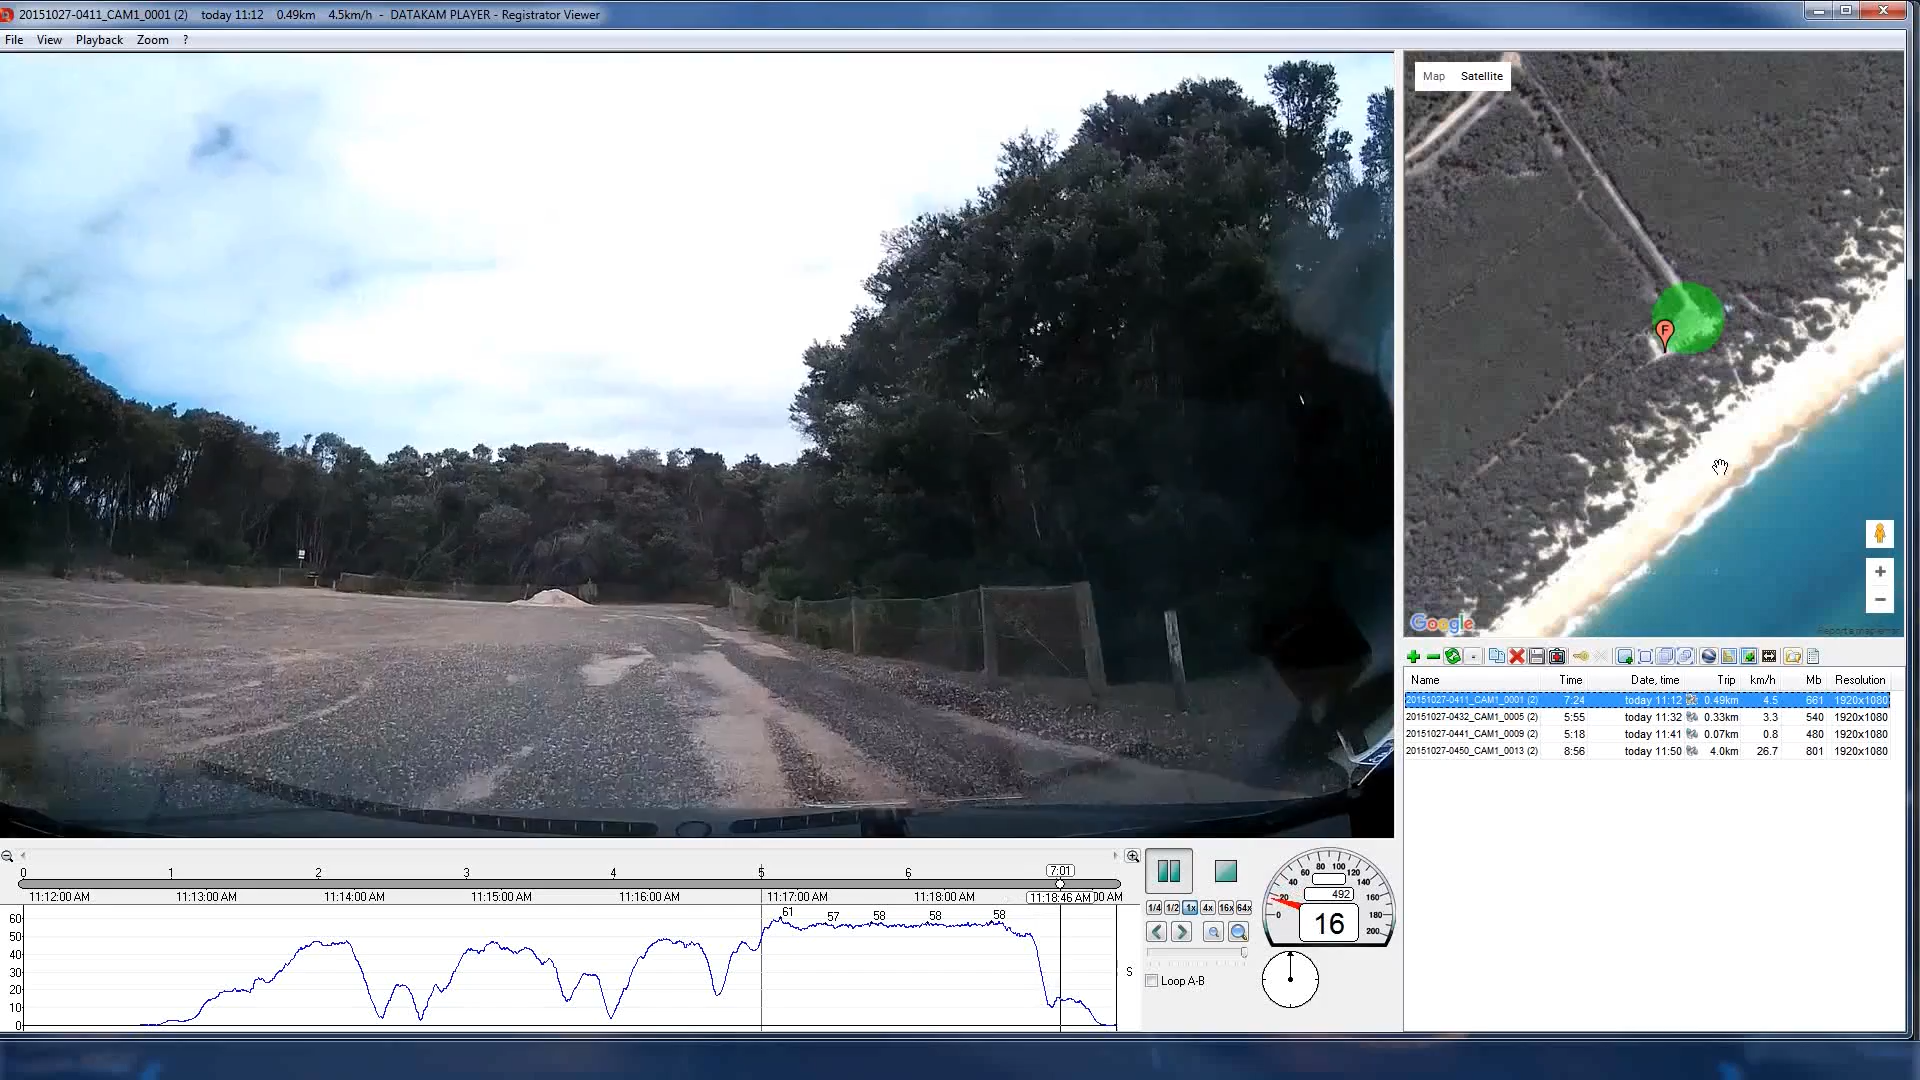 20151027-0411_CAM1_0001 (2) today 11:12 0.49km 4.5km/h - DATAKAM PLAYER - Registrator Viewer
File View Playback Zoom ?
Map Satellite
F
+
−
Google
Name Time Date, time Trip km/h Mb Resolution
20151027-0411_CAM1_0001 (2) 7:24 today 11:12 0.49km 4.5 661 1920x1080
20151027-0432_CAM1_0005 (2) 5:55 today 11:32 0.33km 3.3 540 1920x1080
20151027-0441_CAM1_0009 (2) 5:18 today 11:41 0.07km 0.8 480 1920x1080
20151027-0450_CAM1_0013 (2) 8:56 today 11:50 4.0km 26.7 801 1920x1080
0 1 2 3 4 5 6 7:01
11:12:00 AM 11:13:00 AM 11:14:00 AM 11:15:00 AM 11:16:00 AM 11:17:00 AM 11:18:00 AM 11:18:46 AM 00 AM
61 57 58 58 58
60
50
40
30
20
10
0
S
1/4 1/2 1x 4x 16x 64x
Loop A-B
0 20 40 60 80 100 120 140 160 180 200
492
16